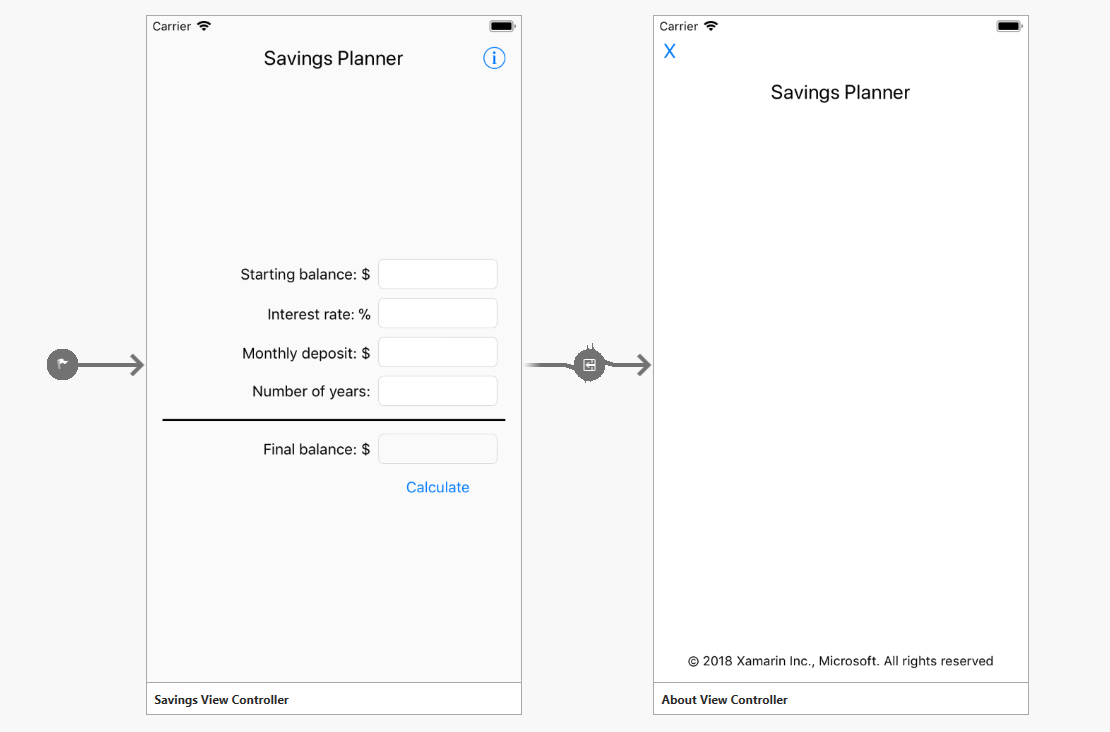 Carrier
Savings Planner
Starting balance: $
Interest rate: %
Monthly deposit: $
Number of years:
Final balance: $
Calculate
Savings View Controller
Carrier
X
Savings Planner
© 2018 Xamarin Inc., Microsoft. All rights reserved
About View Controller